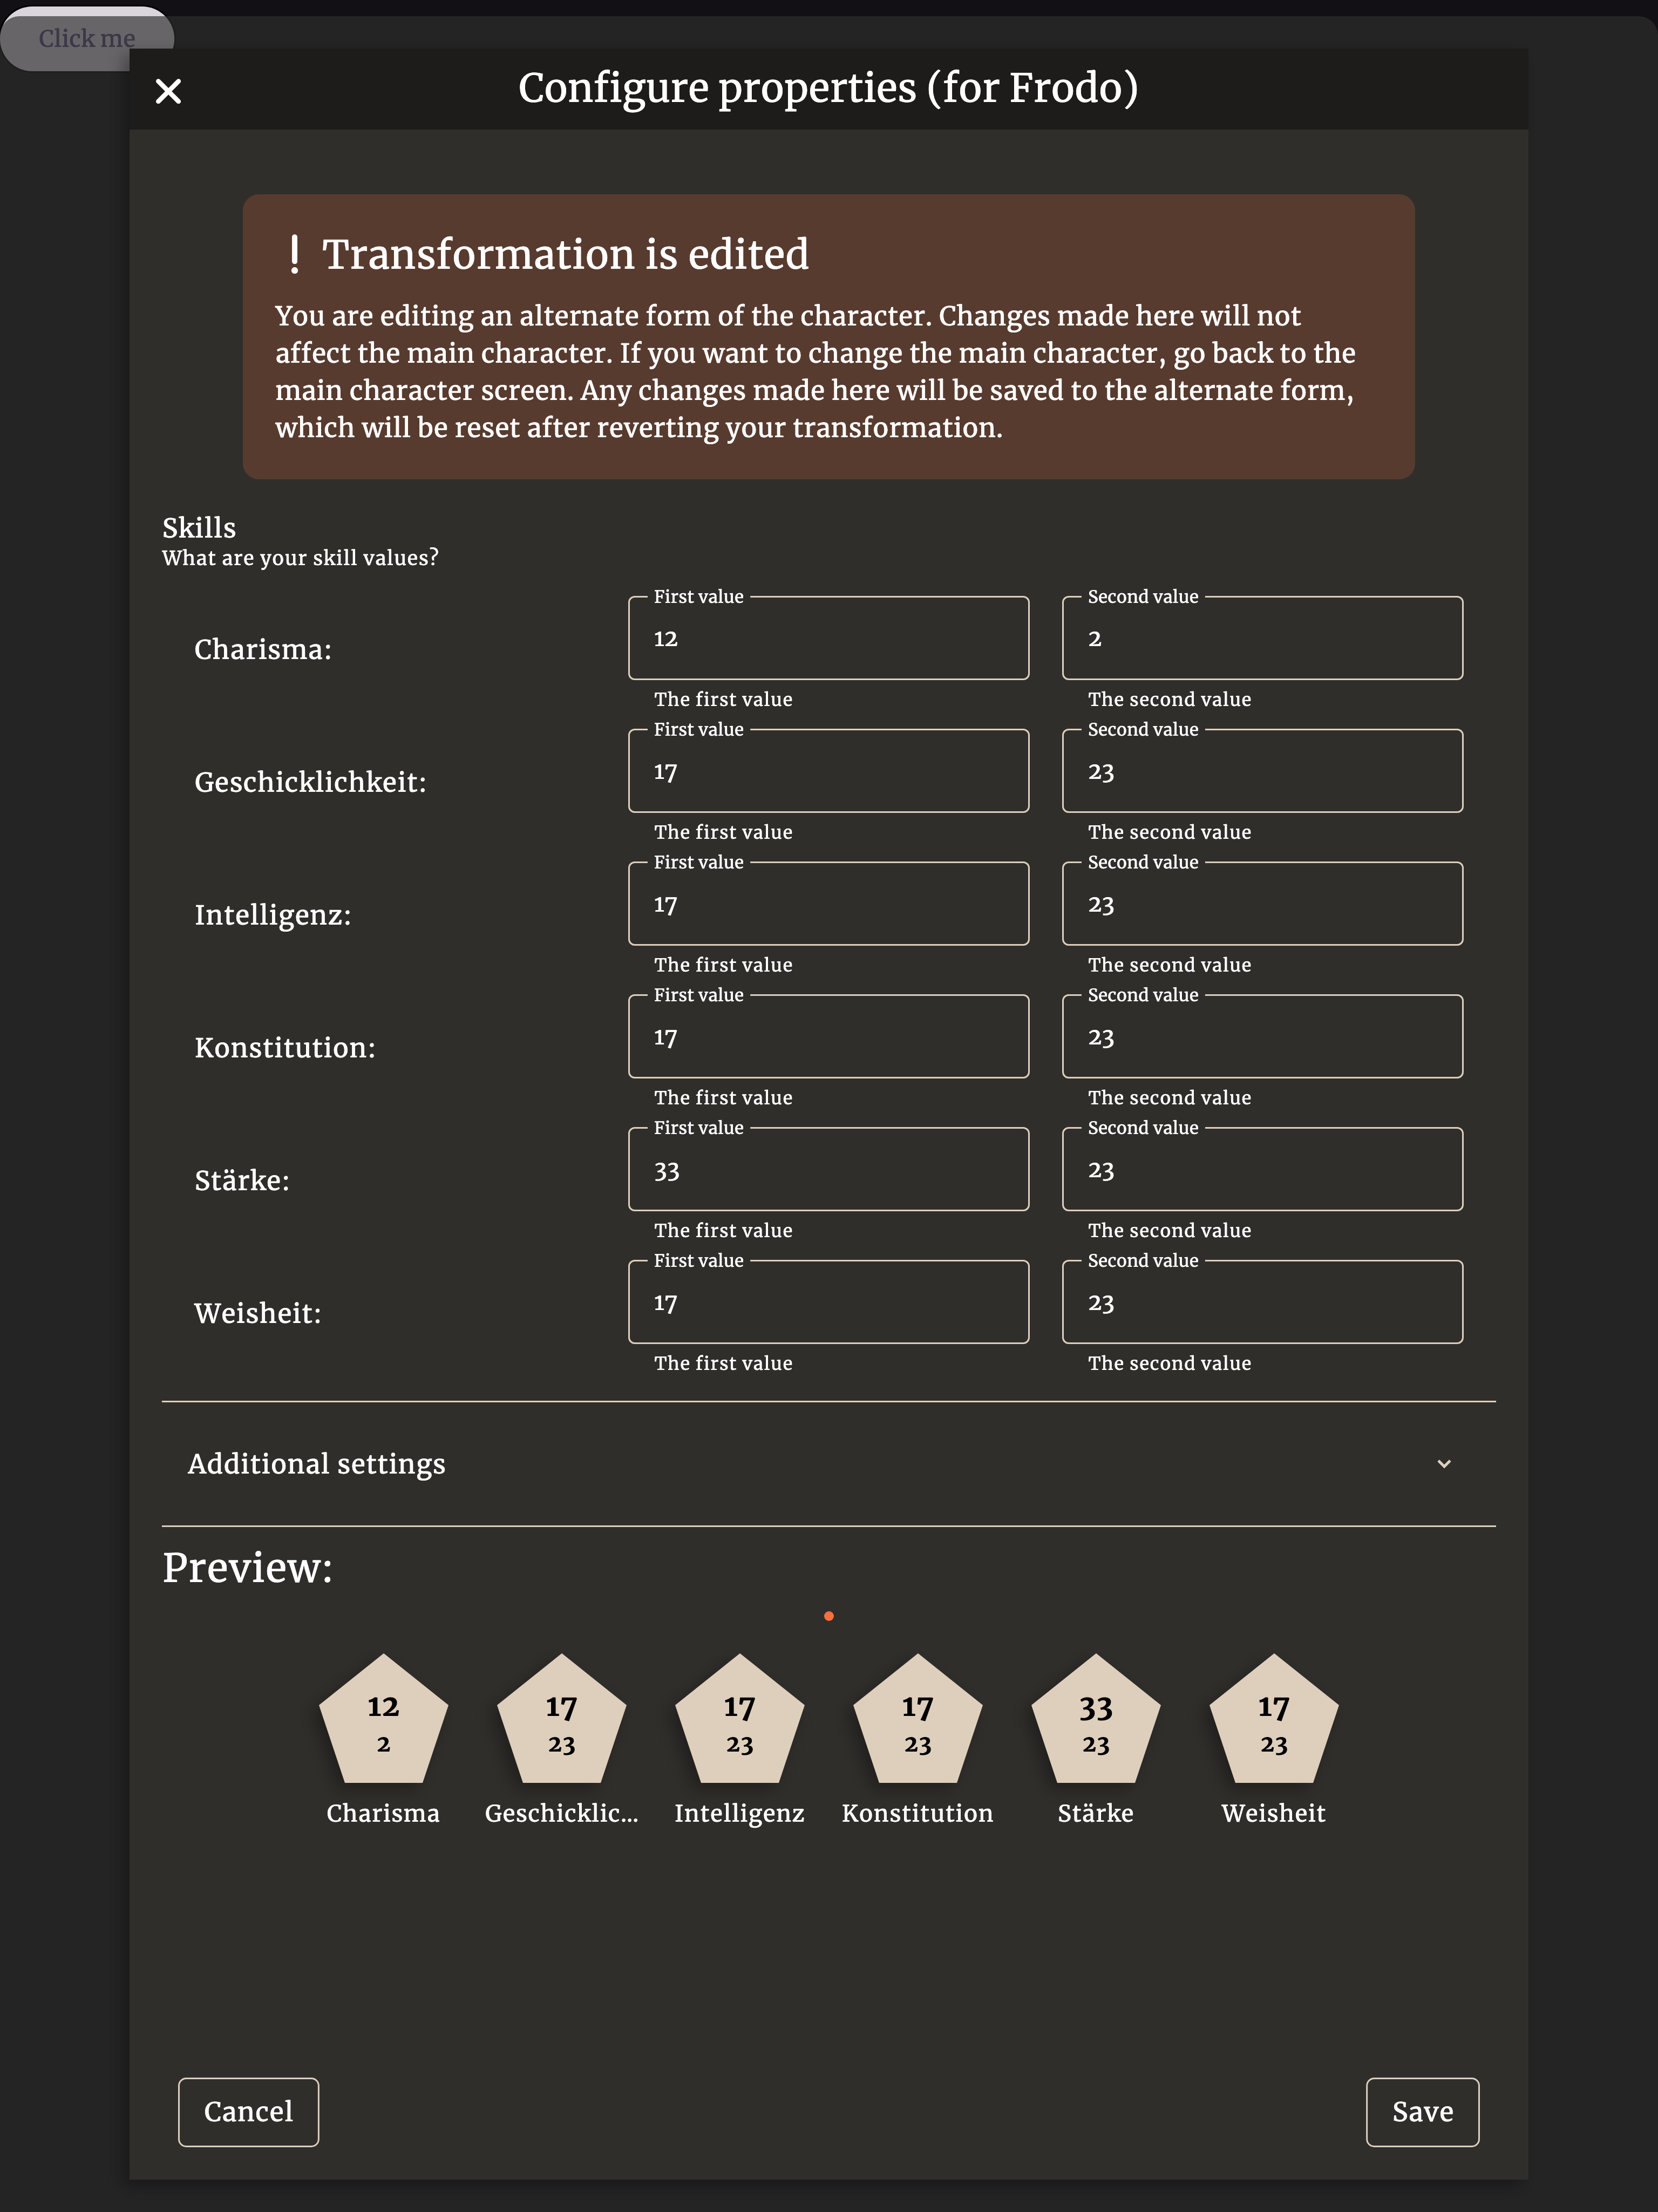 Click me
Configure properties (for Frodo)
! Transformation is edited
You are editing an alternate form of the character. Changes made here will not
affect the main character. If you want to change the main character, go back to the
main character screen. Any changes made here will be saved to the alternate form,
which will be reset after reverting your transformation.
Skills
What are your skill values?
Charisma:
First value
12
The first value
Second value
2
The second value
Geschicklichkeit:
First value
17
The first value
Second value
23
The second value
Intelligenz:
First value
17
The first value
Second value
23
The second value
Konstitution:
First value
17
The first value
Second value
23
The second value
Stärke:
First value
33
The first value
Second value
23
The second value
Weisheit:
First value
17
The first value
Second value
23
The second value
Additional settings
Preview:
12
2
Charisma
17
23
Geschicklic...
17
23
Intelligenz
17
23
Konstitution
33
23
Stärke
17
23
Weisheit
Cancel
Save